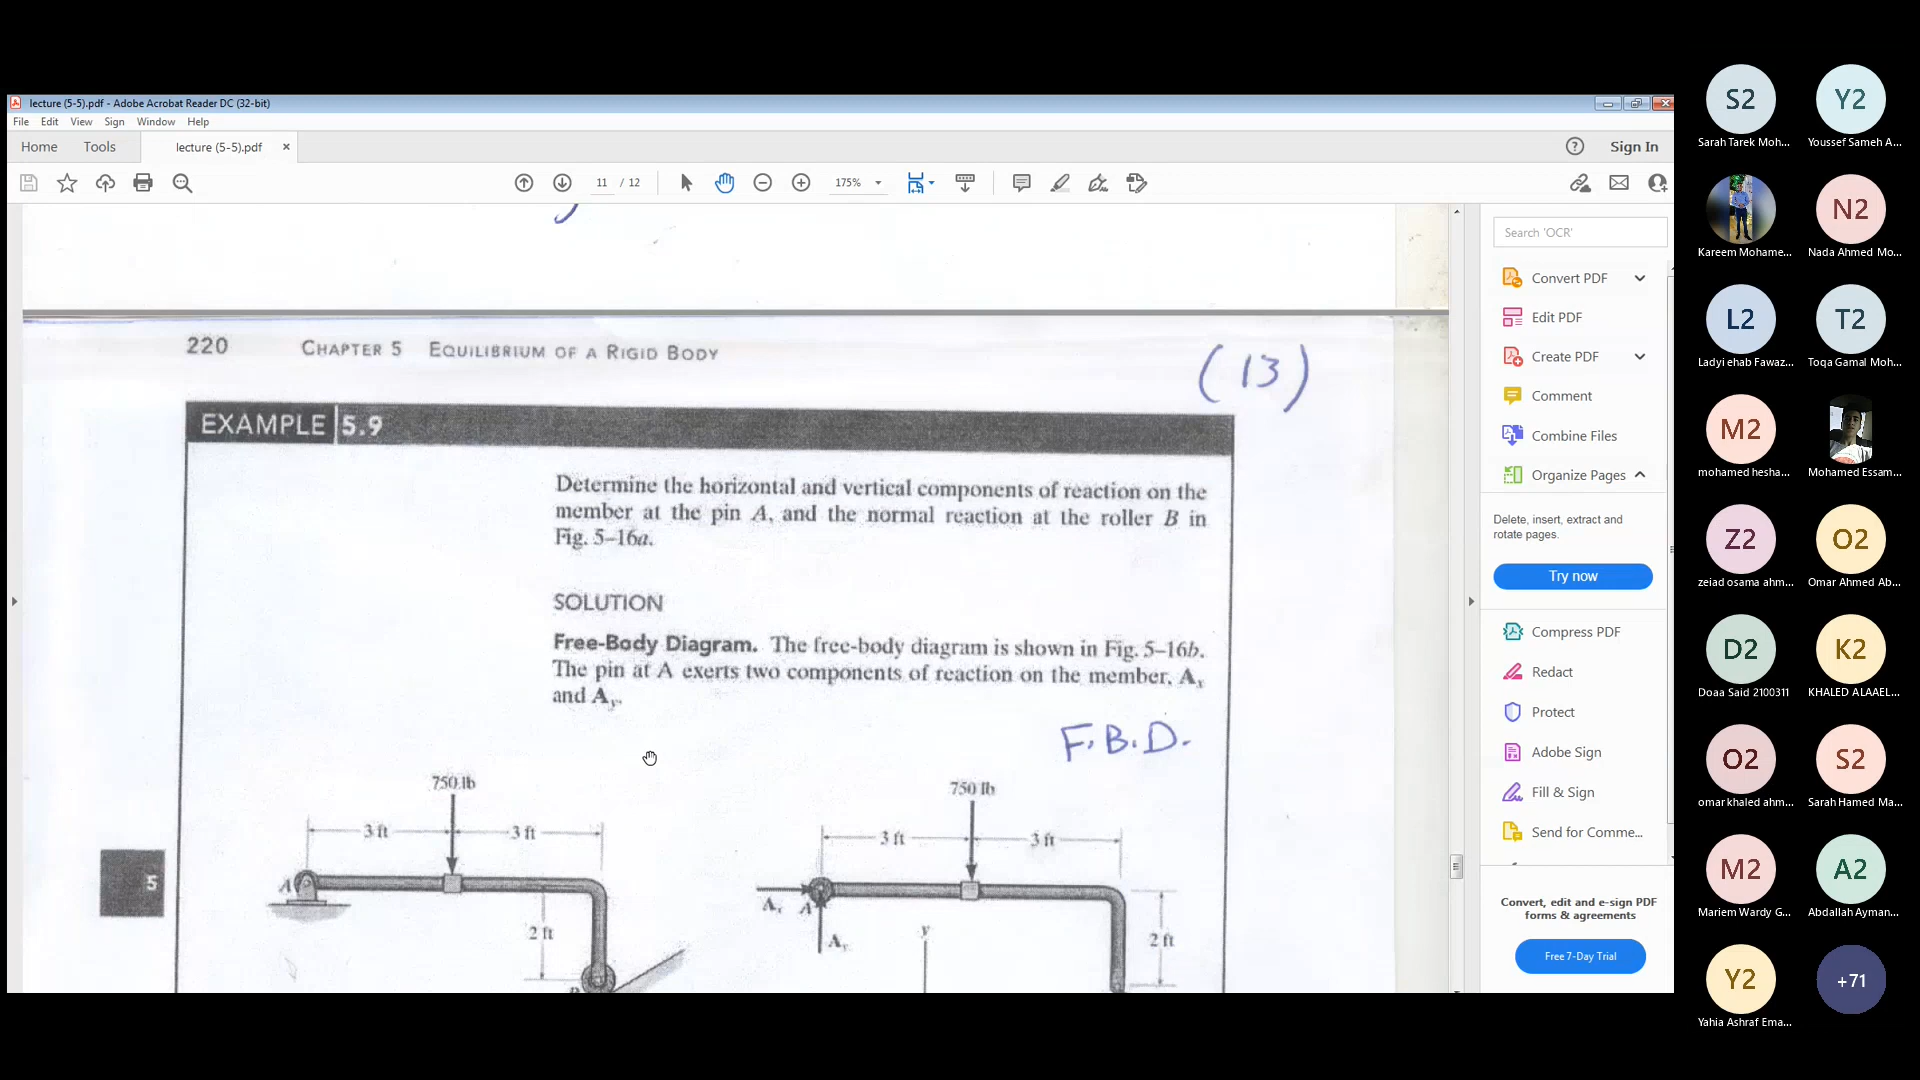 lecture (5-5).pdf - Adobe Acrobat Reader DC (32-bit)
File Edit View Sign Window Help
Home Tools lecture (5-5).pdf × Sign In
11 / 12 175%
220 CHAPTER 5 EQUILIBRIUM OF A RIGID BODY
(13)
EXAMPLE 5.9
Determine the horizontal and vertical components of reaction on the
member at the pin A, and the normal reaction at the roller B in
Fig. 5–16a.
SOLUTION
Free-Body Diagram. The free-body diagram is shown in Fig. 5–16b.
The pin at A exerts two components of reaction on the member, Ax
and Ay.
F.B.D.
750 lb
3 ft 3 ft
A
2 ft
5
750 lb
3 ft 3 ft
Ax A
Ay
y
2 ft
Search 'OCR'
Convert PDF
Edit PDF
Create PDF
Comment
Combine Files
Organize Pages
Delete, insert, extract and
rotate pages.
Try now
Compress PDF
Redact
Protect
Adobe Sign
Fill & Sign
Send for Comme...
Convert, edit and e-sign PDF
forms & agreements
Free 7-Day Trial
S2 Y2
Sarah Tarek Moh... Youssef Sameh A...
N2
Kareem Mohame... Nada Ahmed Mo...
L2 T2
Ladyi ehab Fawaz... Toqa Gamal Moh...
M2
mohamed hesha... Mohamed Essam...
Z2 O2
zeiad osama ahm... Omar Ahmed Ab...
D2 K2
Doaa Said 2100311 KHALED ALAAEL...
O2 S2
omar khaled ahm... Sarah Hamed Ma...
M2 A2
Mariem Wardy G... Abdallah Ayman...
Y2 +71
Yahia Ashraf Ema...